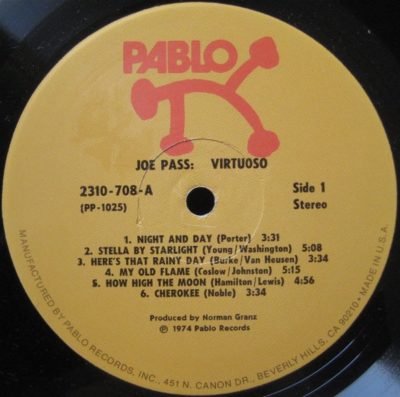 PABLO
JOE PASS: VIRTUOSO
2310-708-A
Side 1
(PP-1025)
Stereo
1. NIGHT AND DAY (Porter) 3:31
2. STELLA BY STARLIGHT (Young/Washington) 5:08
3. HERE'S THAT RAINY DAY (Burke/Van Heusen) 3:34
4. MY OLD FLAME (Coslow/Johnston) 5:15
5. HOW HIGH THE MOON (Hamilton/Lewis) 4:56
6. CHEROKEE (Noble) 3:34
Produced by Norman Granz
℗ 1974 Pablo Records
MANUFACTURED BY PABLO RECORDS, INC., 451 N. CANON DR., BEVERLY HILLS, CA 90210 • MADE IN U.S.A.